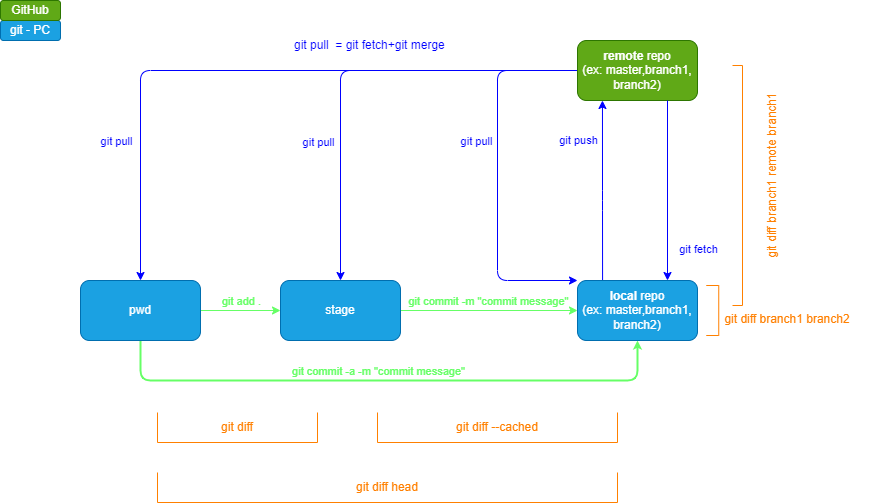 GitHub
git - PC
git pull  = git fetch+git merge
remote repo
(ex: master,branch1,
branch2)
git pull
git pull
git pull
git push
git diff branch1 remote branch1
git fetch
pwd
git add .
stage
git commit -m "commit message"
local repo
(ex: master,branch1,
branch2)
git diff branch1 branch2
git commit -a -m "commit message"
git diff
git diff --cached
git diff head